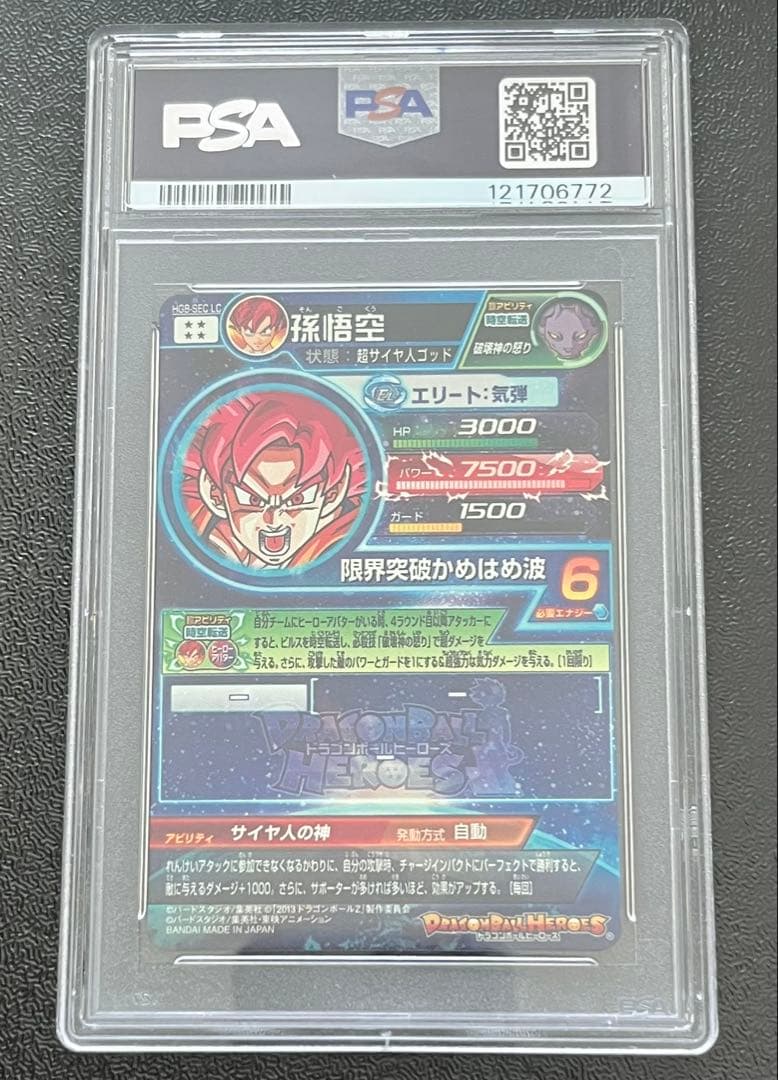 PSA
PSA
121706772
HG8-SEC LC
★★
★★
そん ご くう
孫悟空
状態：超サイヤ人ゴッド
超アビリティ
時空転送
破壊神の怒り
エリート：気弾
HP 3000
パワー 7500
ガード 1500
限界突破かめはめ波
6
必要エナジー
超アビリティ
時空転送
ヒーロー
アバター
自分チームにヒーローアバターがいる時、4ラウンド目以降アタッカーに
すると、ビルスを時空転送し、必殺技「破壊神の怒り」で超ダメージを
与える。さらに、攻撃した敵のパワーとガードを1にする&超強力な気力ダメージを与える。[1回限り]
ー
ー
DRAGONBALL
ドラゴンボールヒーローズ
HEROES
アビリティ サイヤ人の神 発動方式 自動
れんけいアタックに参加できなくなるかわりに、自分の攻撃時、チャージインパクトにパーフェクトで勝利すると、
敵に与えるダメージ+1000。さらに、サポーターが多ければ多いほど、効果がアップする。[毎回]
©バードスタジオ/集英社 ©「2013 ドラゴンボールZ」製作委員会
©バードスタジオ/集英社・東映アニメーション
BANDAI MADE IN JAPAN
DRAGONBALL HEROES
ドラゴンボールヒーローズ
PSA